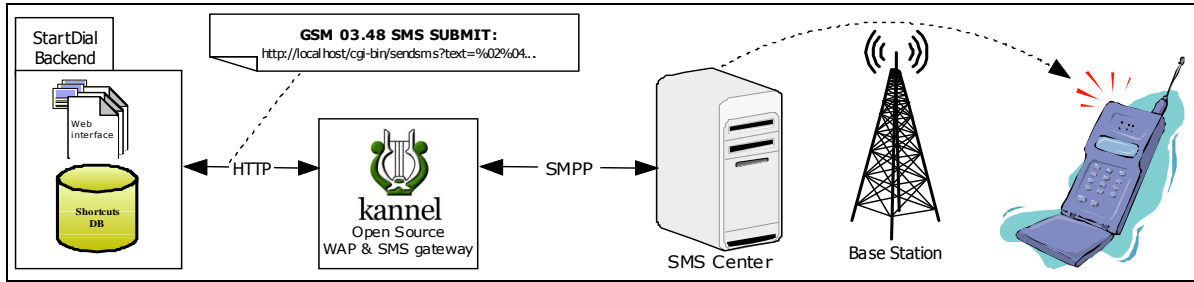 StartDial
Backend
Web
interface
Shortcuts
DB
GSM 03.48 SMS SUBMIT:
http://localhost/cgi-bin/sendsms?text=%02%04...
HTTP
kannel
Open Source
WAP & SMS gateway
SMPP
SMS Center
Base Station